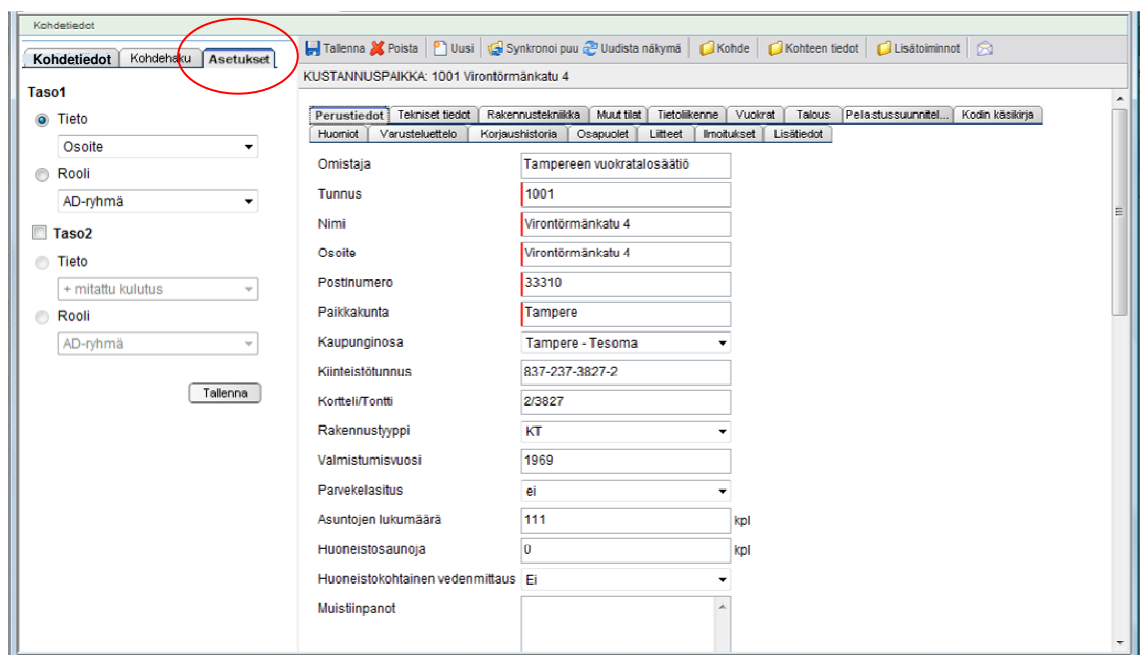 Kohdetiedot
Kohdetiedot Kohdehaku Asetukset
Taso1
Tieto
Osoite
Rooli
AD-ryhmä
Taso2
Tieto
+ mitattu kulutus
Rooli
AD-ryhmä
Tallenna
Tallenna Poista Uusi Synkronoi puu Uudista näkymä Kohde Kohteen tiedot Lisätoiminnot
KUSTANNUSPAIKKA: 1001 Virontörmänkatu 4
Perustiedot Tekniset tiedot Rakennustekniikka Muut tilat Tietoliikenne Vuokrat Talous Pelastussuunnitel... Kodin käsikirja
Huomiot Varusteluettelo Korjaushistoria Osapuolet Liitteet Ilmoitukset Lisätiedot
Omistaja Tampereen vuokratalosäätiö
Tunnus 1001
Nimi Virontörmänkatu 4
Osoite Virontörmänkatu 4
Postinumero 33310
Paikkakunta Tampere
Kaupunginosa Tampere - Tesoma
Kiinteistötunnus 837-237-3827-2
Kortteli/Tontti 2/3827
Rakennustyyppi KT
Valmistumisvuosi 1969
Parvekelasitus ei
Asuntojen lukumäärä 111 kpl
Huoneistosaunoja 0 kpl
Huoneistokohtainen vedenmittaus Ei
Muistiinpanot